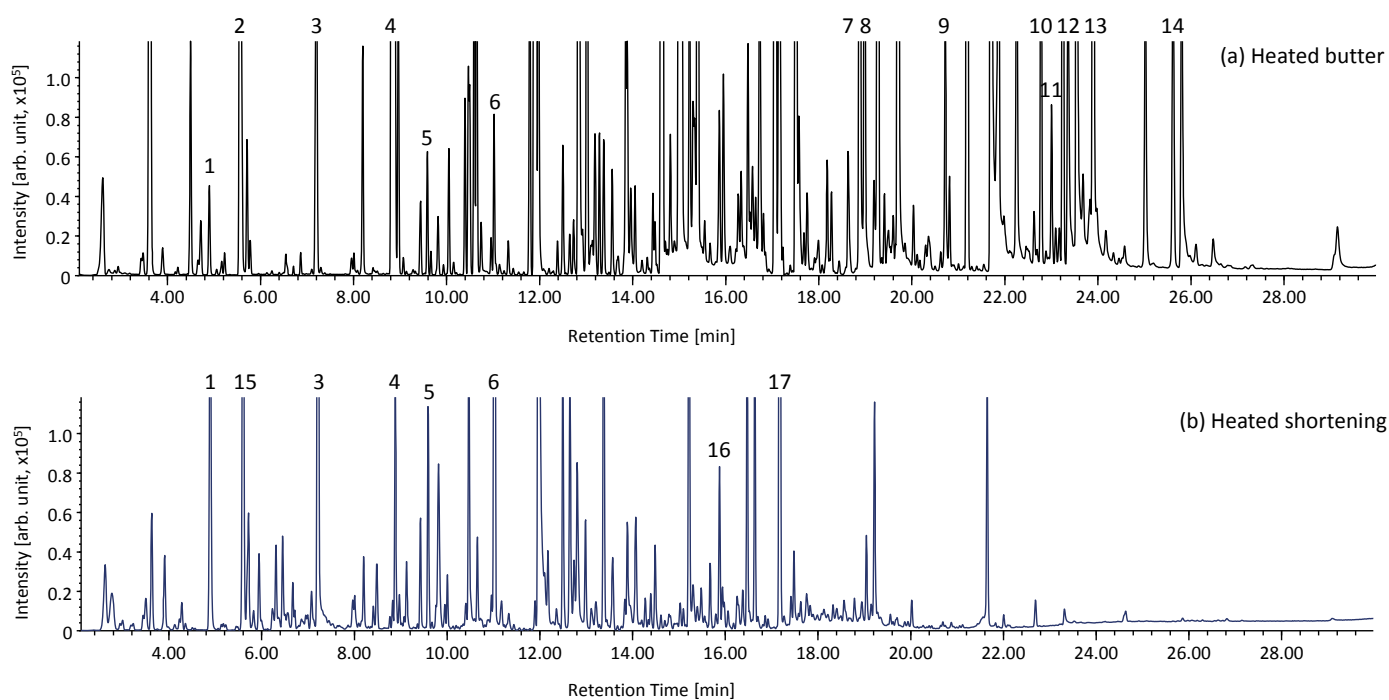 2 3 4 7 8 9 10 12 13 14
(a) Heated butter
1 5 6 11
Intensity [arb. unit, x10⁵]
1.0
0.8
0.6
0.4
0.2
0
4.00 6.00 8.00 10.00 12.00 14.00 16.00 18.00 20.00 22.00 24.00 26.00 28.00
Retention Time [min]
1 15 3 4 5 6 17
(b) Heated shortening
16
Intensity [arb. unit, x10⁵]
1.0
0.8
0.6
0.4
0.2
0
4.00 6.00 8.00 10.00 12.00 14.00 16.00 18.00 20.00 22.00 24.00 26.00 28.00
Retention Time [min]